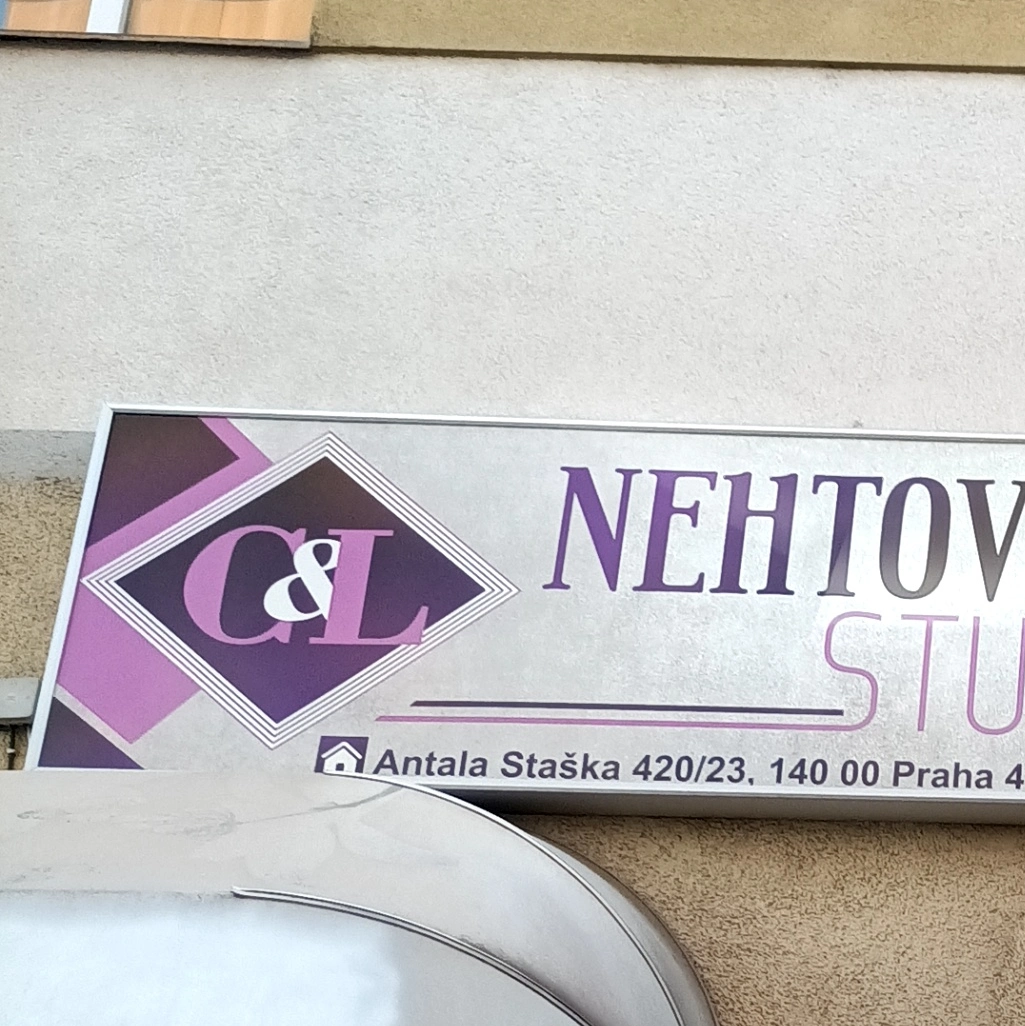 C&L
NEHTOV
STU
Antala Staška 420/23, 140 00 Praha 4